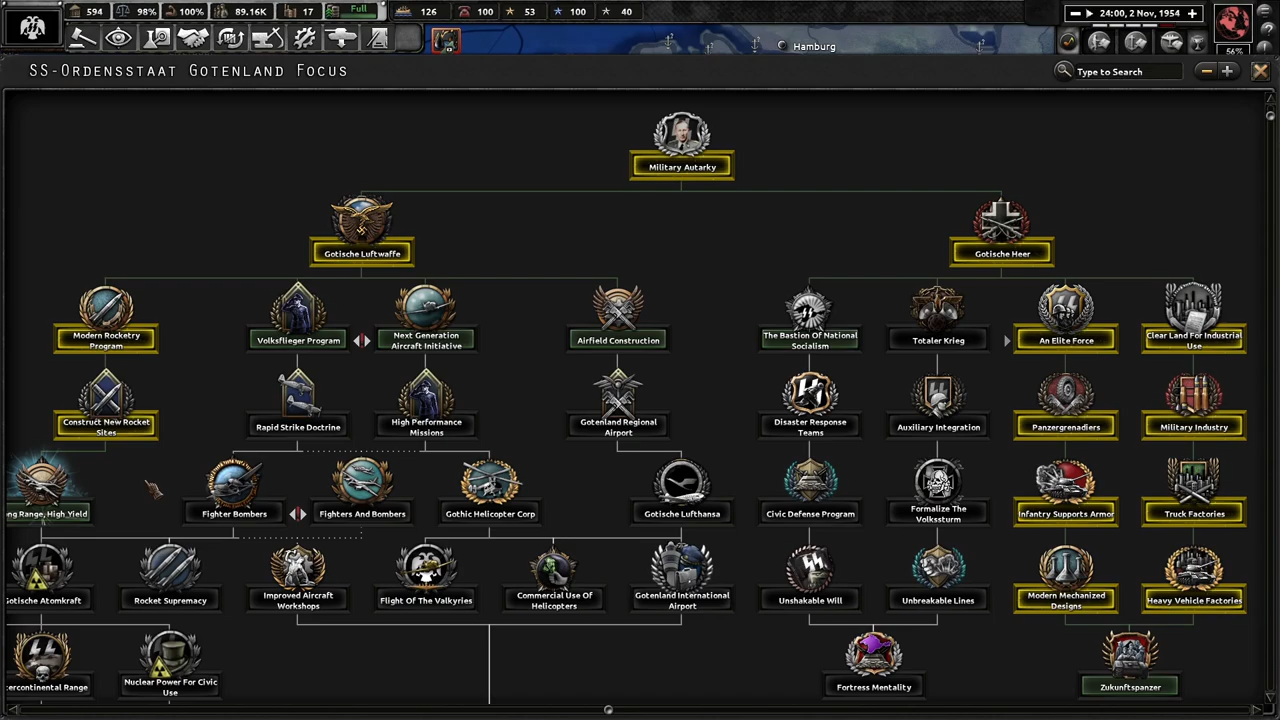 594
98%
100%
89.16K
17
Full
126
100
53
100
40
24:00, 2 Nov, 1954
56%
Hamburg
SS-Ordensstaat Gotenland Focus
Type to Search
Military Autarky
Gotische Luftwaffe
Gotische Heer
Modern Rocketry
Program
Volksflieger Program
Next Generation
Aircraft Initiative
Airfield Construction
The Bastion Of National
Socialism
Totaler Krieg
An Elite Force
Clear Land For Industrial
Use
Construct New Rocket
Sites
Rapid Strike Doctrine
High Performance
Missions
Gotenland Regional
Airport
Disaster Response
Teams
Auxiliary Integration
Panzergrenadiers
Military Industry
ong Range, High Yield
Fighter Bombers
Fighters And Bombers
Gothic Helicopter Corp
Gotische Lufthansa
Civic Defense Program
Formalize The
Volkssturm
Infantry Supports Armor
Truck Factories
Gotische Atomkraft
Rocket Supremacy
Improved Aircraft
Workshops
Flight Of The Valkyries
Commercial Use Of
Helicopters
Gotenland International
Airport
Unshakable Will
Unbreakable Lines
Modern Mechanized
Designs
Heavy Vehicle Factories
tercontinental Range
Nuclear Power For Civic
Use
Fortress Mentality
Zukunftspanzer